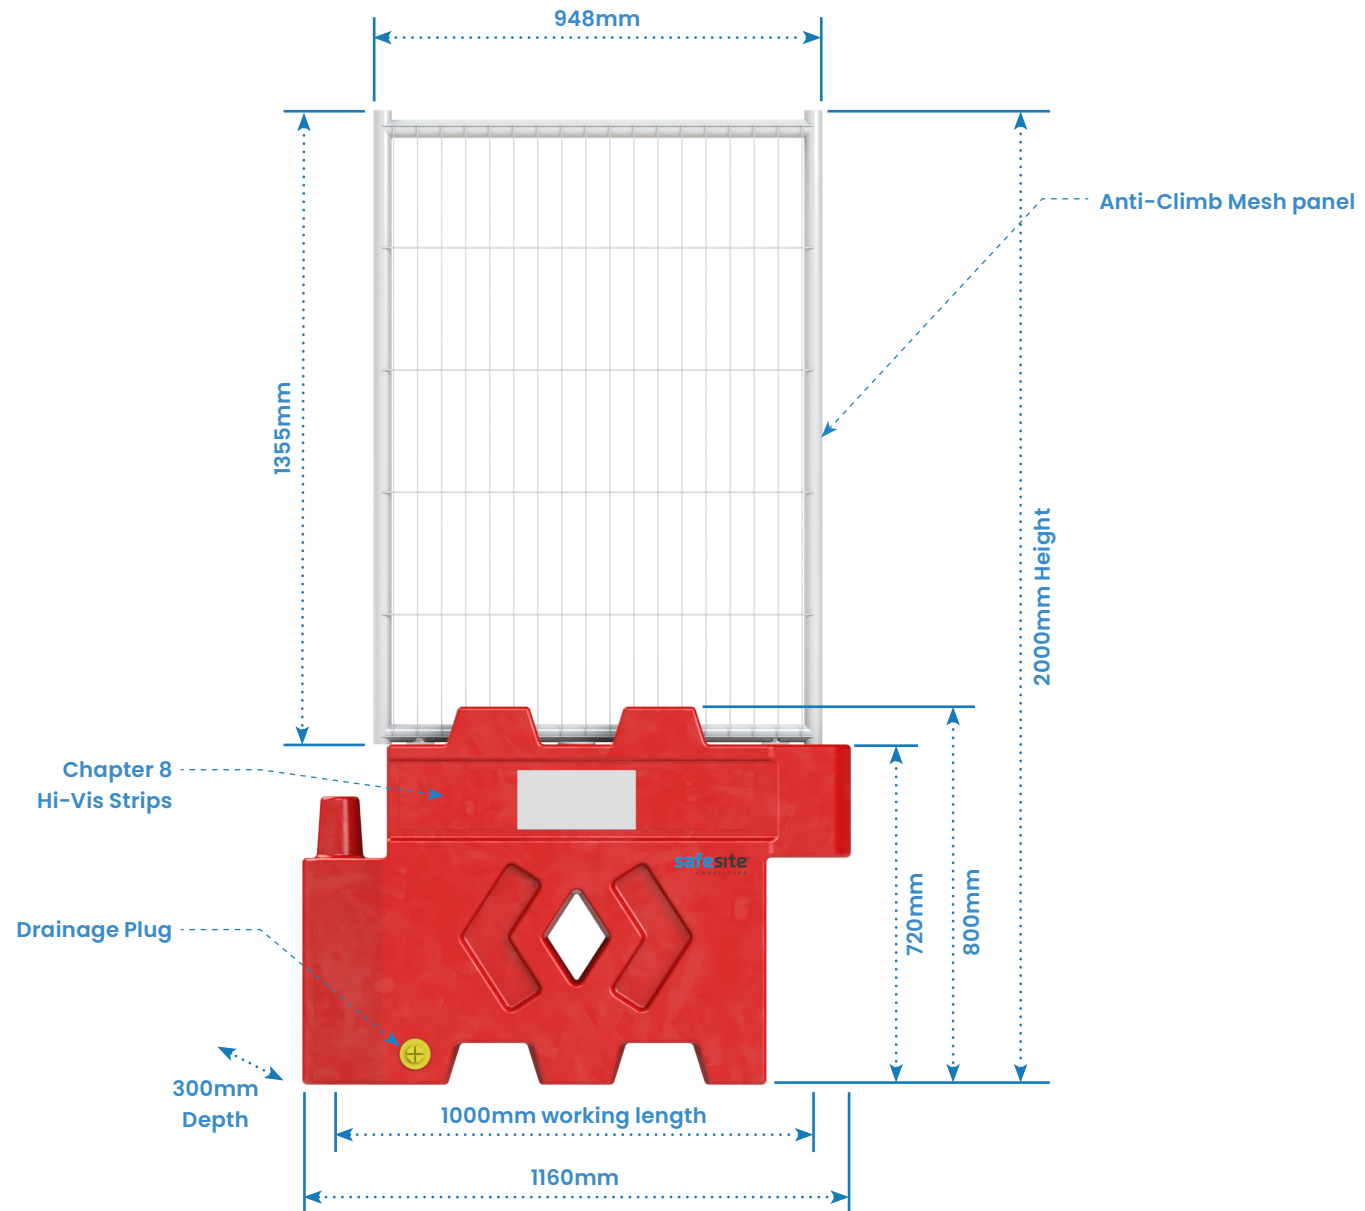 948mm
Anti-Climb Mesh panel
1355mm
2000mm Height
Chapter 8
Hi-Vis Strips
safesite
720mm
800mm
Drainage Plug
300mm
Depth
1000mm working length
1160mm